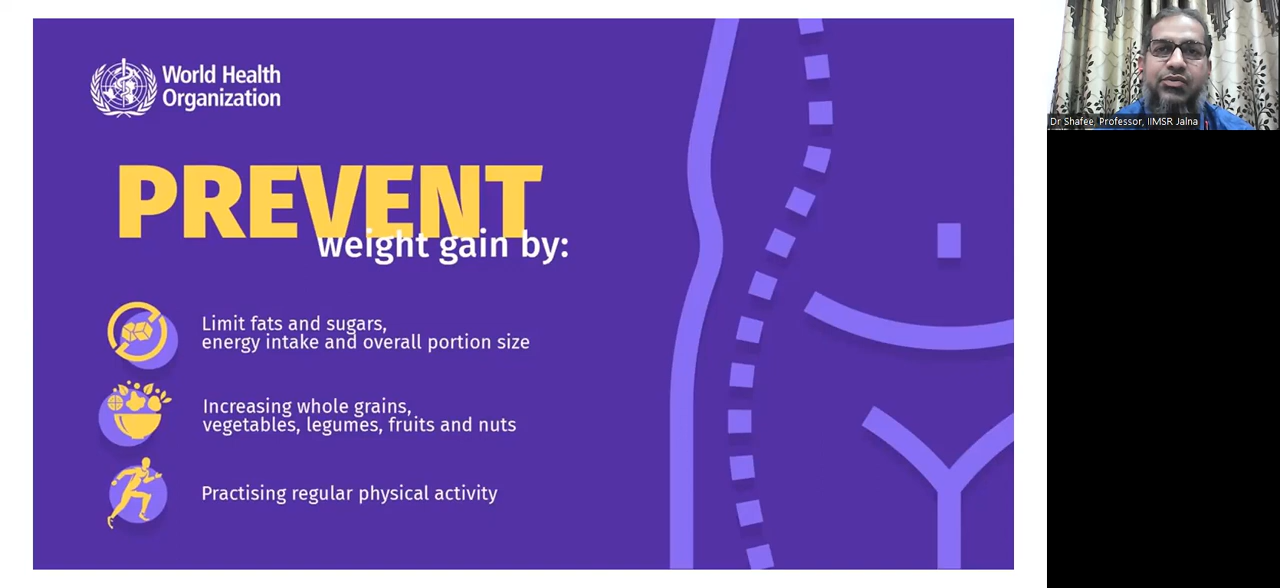 World Health
Organization
PREVENT
weight gain by:
Limit fats and sugars,
energy intake and overall portion size
Increasing whole grains,
vegetables, legumes, fruits and nuts
Practising regular physical activity
Dr Shafee, Professor, IIMSR Jalna